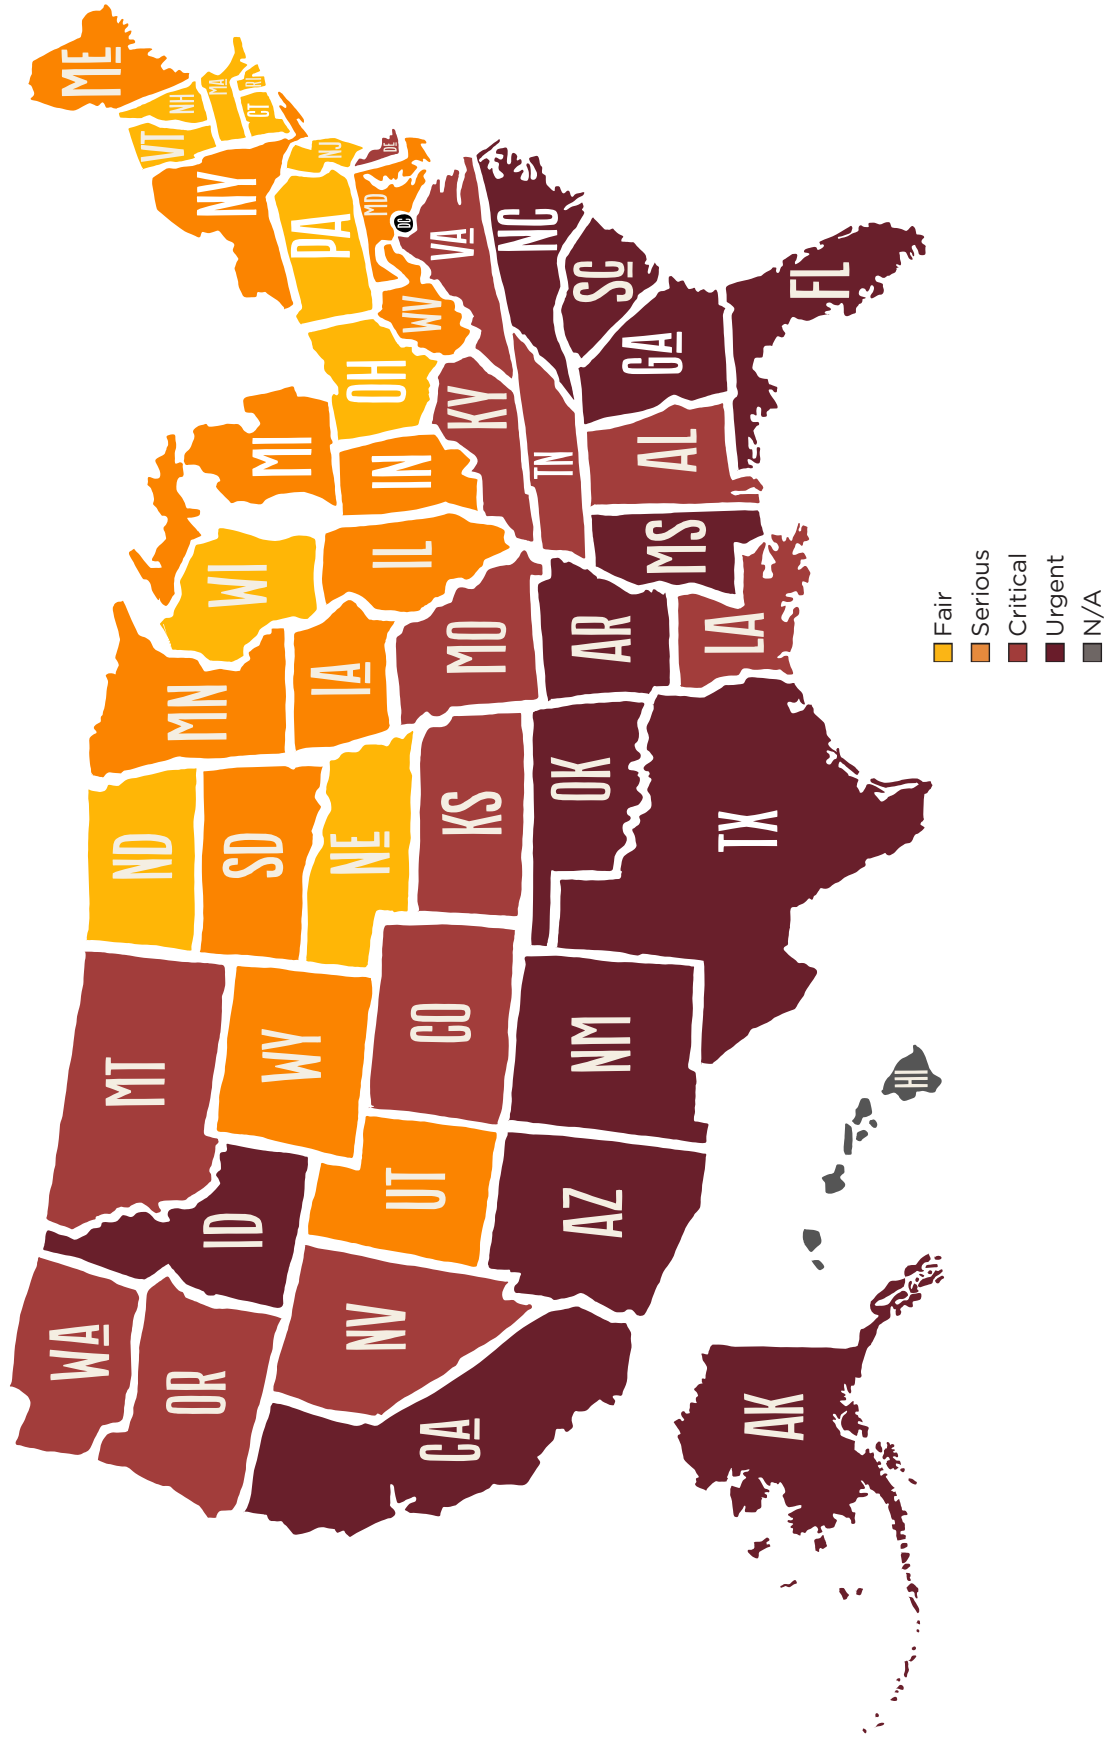 WA
OR
CA
NV
ID
MT
WY
UT
AZ
CO
NM
ND
SD
NE
KS
OK
TX
MN
IA
MO
AR
LA
WI
IL
MI
IN
OH
KY
TN
MS
AL
GA
FL
SC
NC
VA
WV
MD
DC
DE
PA
NJ
NY
CT
RI
MA
VT
NH
ME
AK
HI
Fair
Serious
Critical
Urgent
N/A